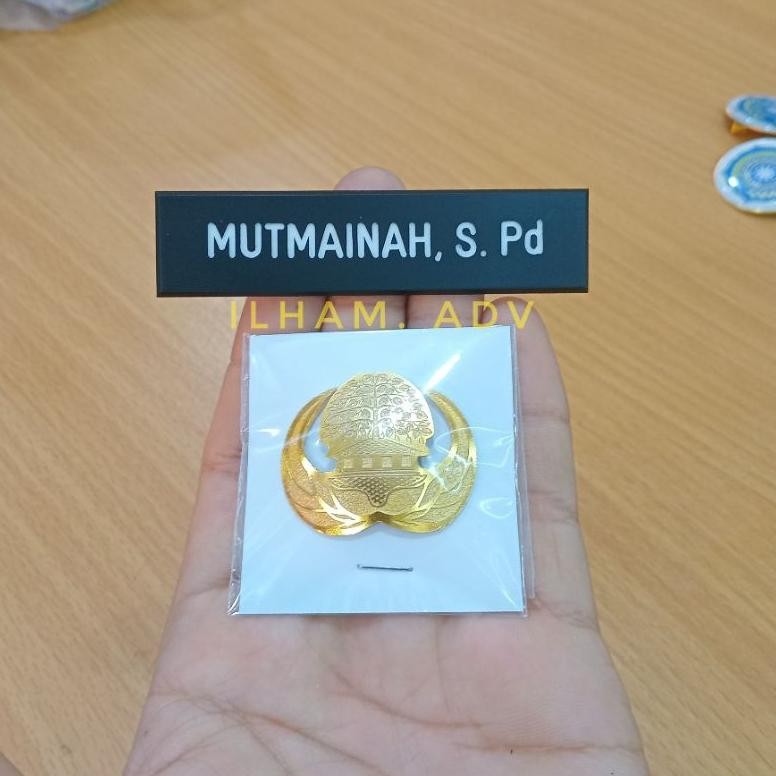 MUTMAINAH, S. Pd
ILHAM. ADV